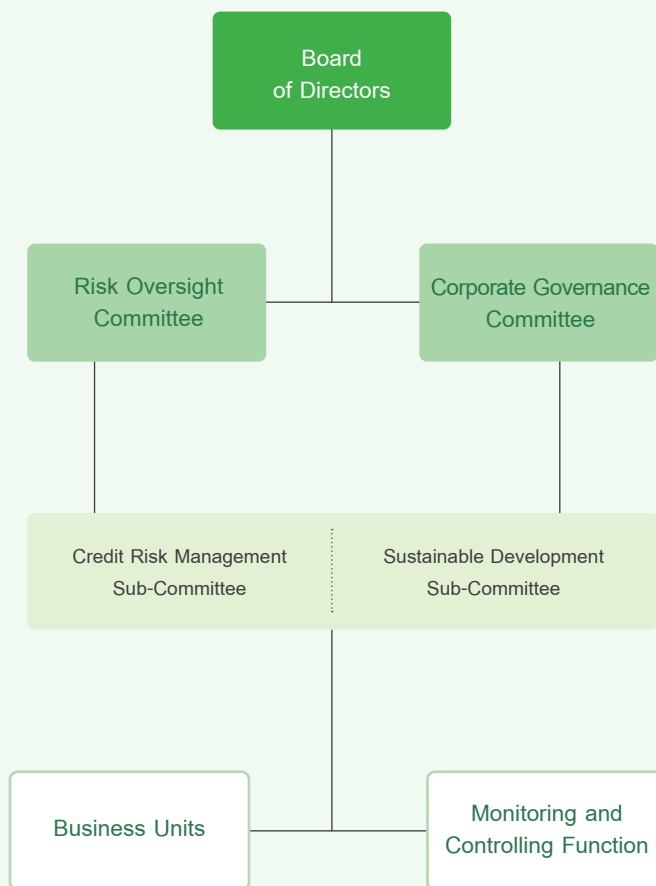 Board
of Directors
Risk Oversight
Committee
Corporate Governance
Committee
Credit Risk Management
Sub-Committee
Sustainable Development
Sub-Committee
Business Units
Monitoring and
Controlling Function